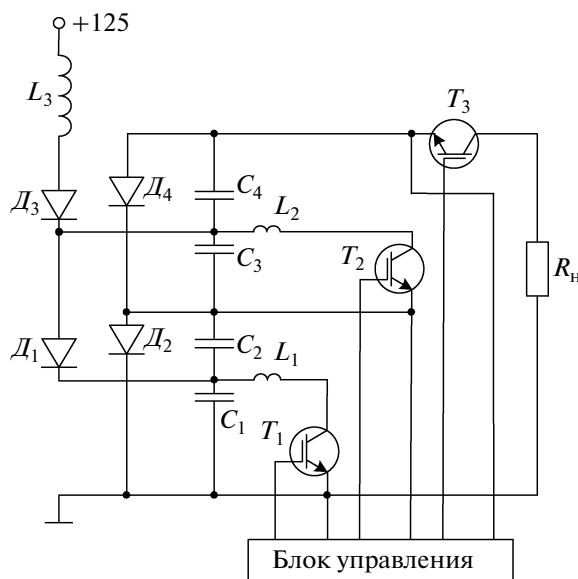 +125
L₃
T₃
Д₃
Д₄
C₄
L₂
C₃
T₂
Rн
Д₁
Д₂
C₂
L₁
C₁
T₁
Блок управления